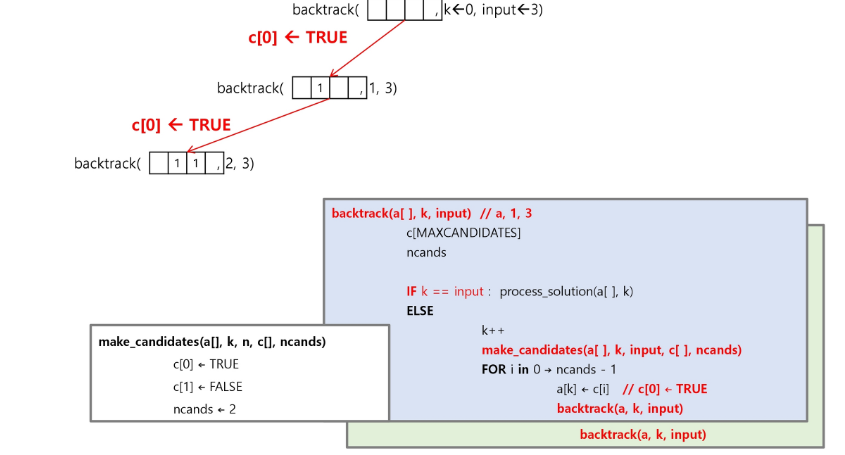 backtrack( , k←0, input←3)
c[0] ← TRUE
backtrack( 1 , 1, 3)
c[0] ← TRUE
backtrack( 1 1 , 2, 3)
backtrack(a[ ], k, input) // a, 1, 3
c[MAXCANDIDATES]
ncands
IF k == input : process_solution(a[ ], k)
ELSE
k++
make_candidates(a[ ], k, input, c[ ], ncands)
FOR i in 0 → ncands - 1
a[k] ← c[i] // c[0] ← TRUE
backtrack(a, k, input)
backtrack(a, k, input)
make_candidates(a[], k, n, c[], ncands)
c[0] ← TRUE
c[1] ← FALSE
ncands ← 2